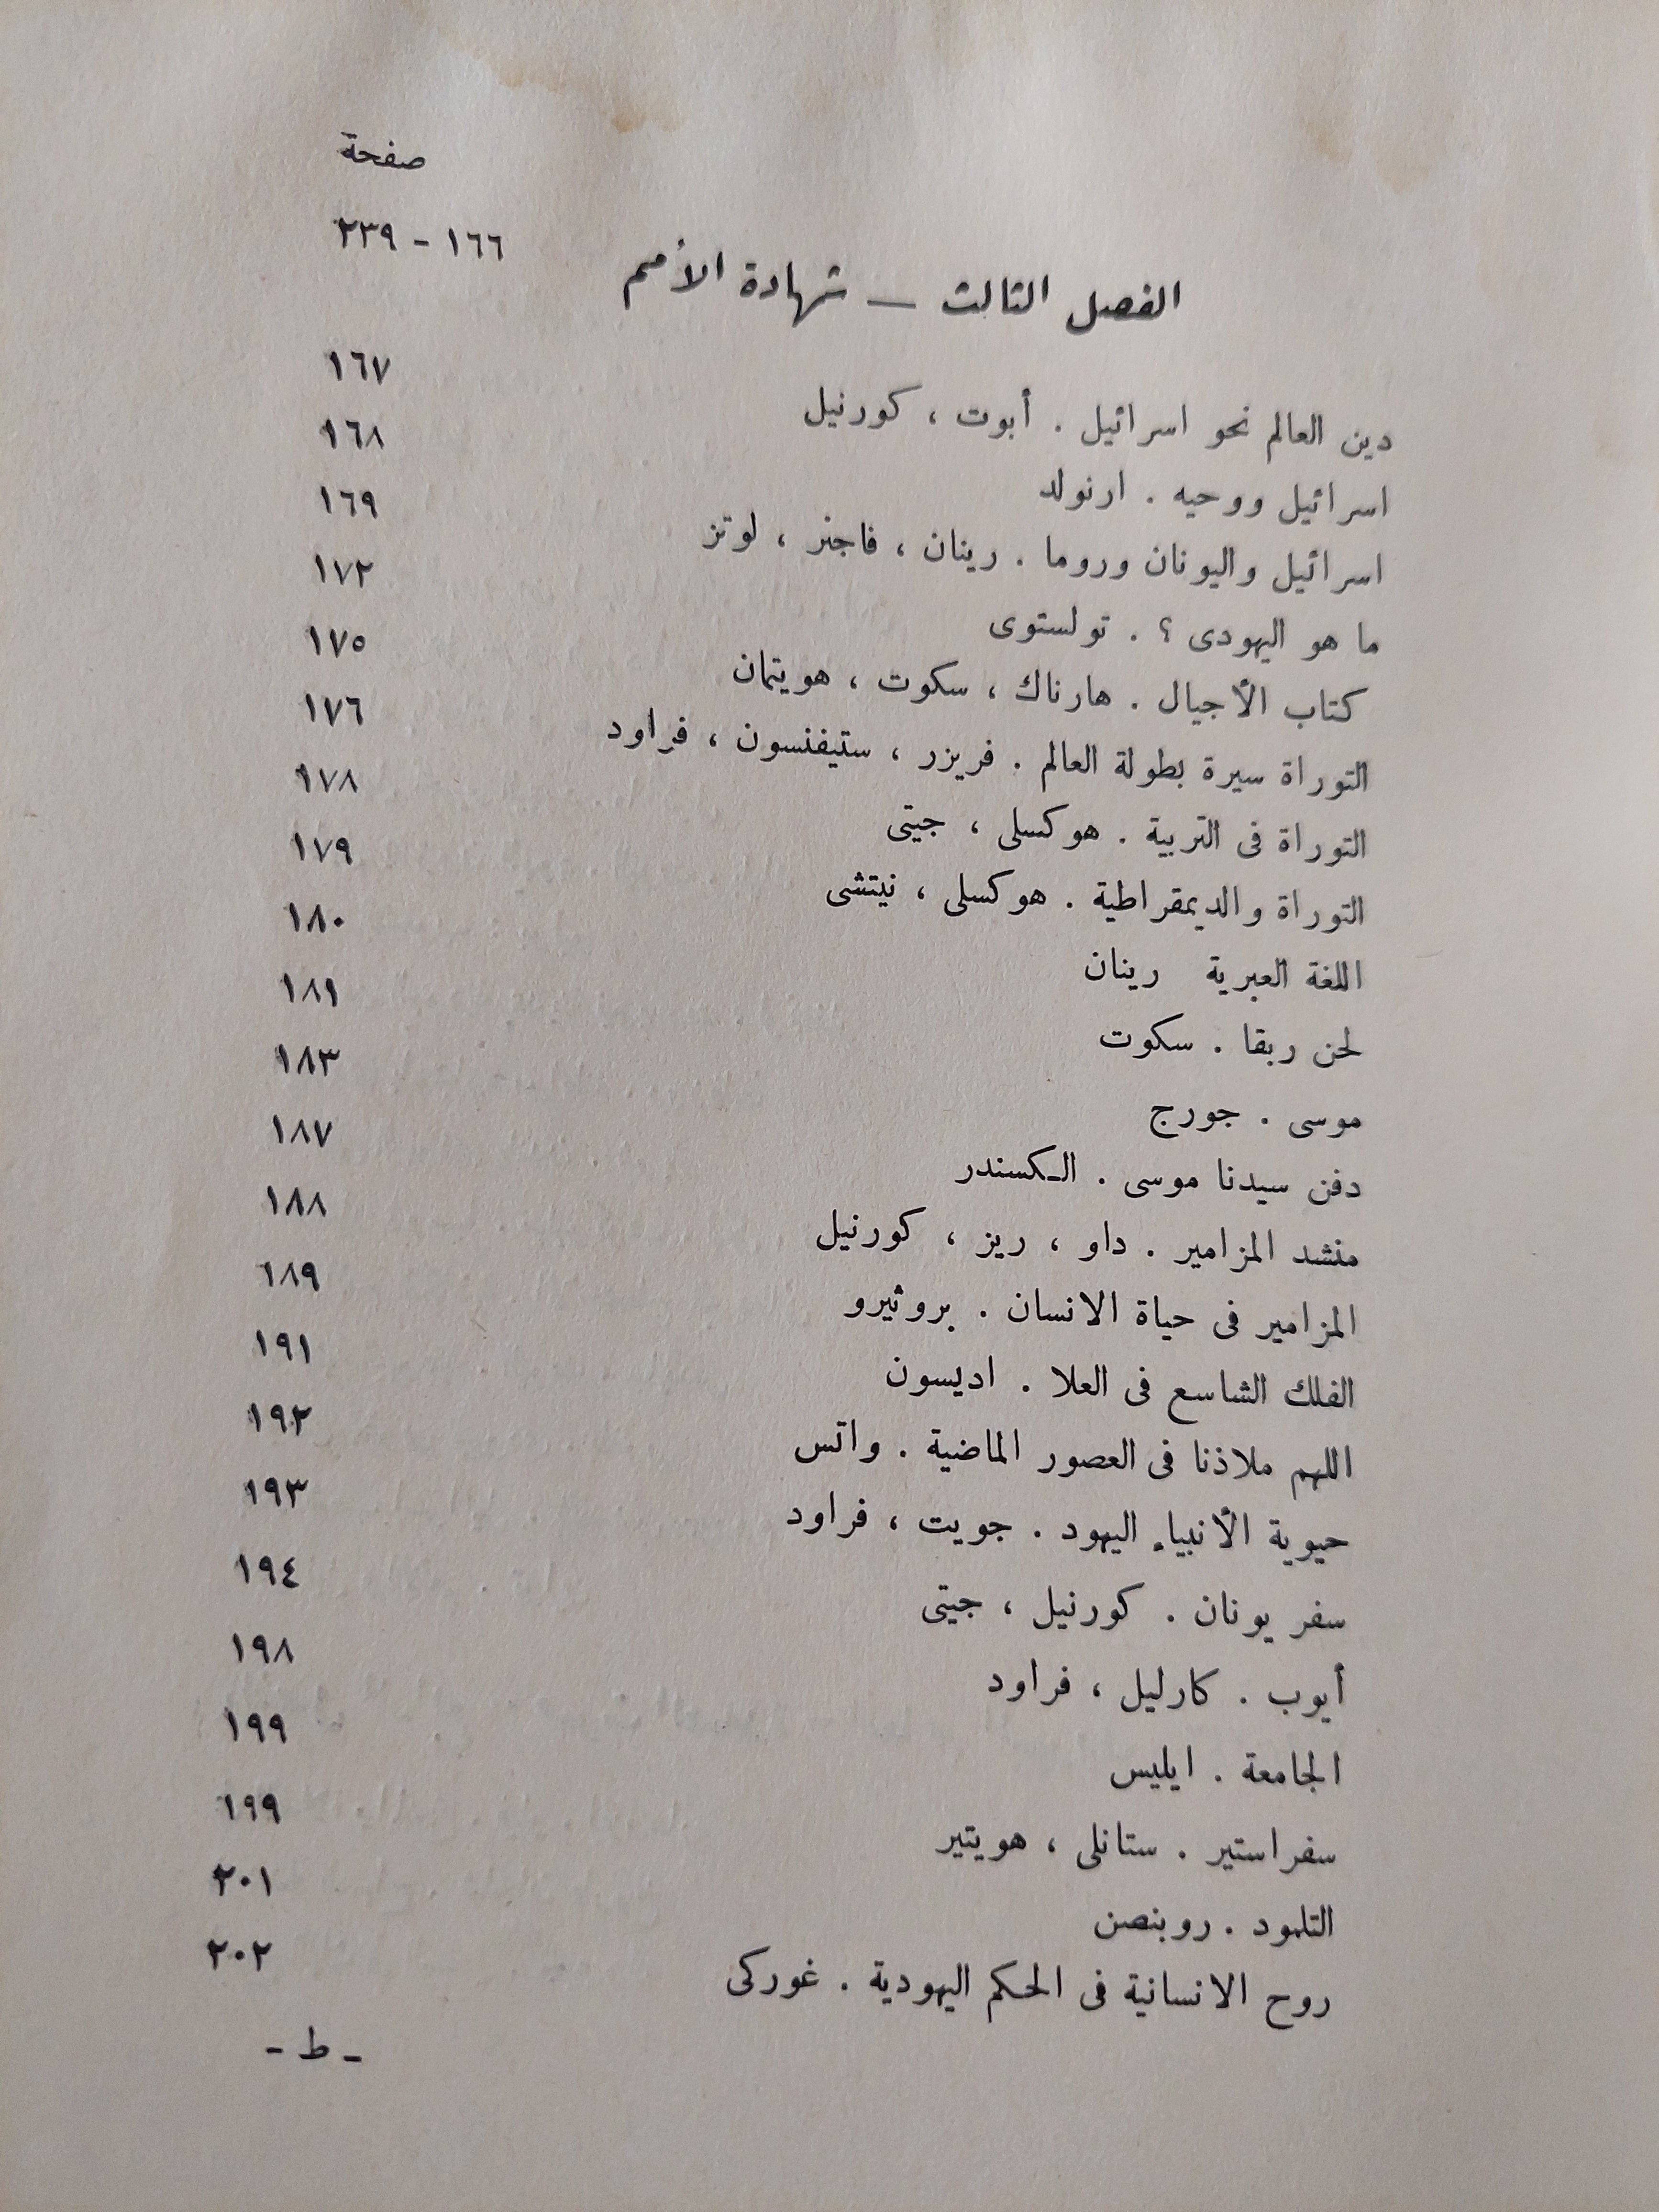 صفحة
الفصل الثالث — شهادة الأمم ١٦٦ - ٢٣٩
دين العالم نحو اسرائيل . أبوت ، كورنيل ١٦٧
اسرائيل ووحيه . ارنولد ١٦٨
اسرائيل واليونان وروما . رينان ، فاجنر ، لوتز ١٦٩
ما هو اليهودى ؟ . تولستوى ١٧٢
كتاب الأجيال . هارناك ، سكوت ، هويتمان ١٧٥
التوراة سيرة بطولة العالم . فريزر ، ستيفنسون ، فراود ١٧٦
التوراة فى التربية . هوكسلى ، جيتى ١٧٨
التوراة والديمقراطية . هوكسلى ، نيتشى ١٧٩
اللغة العبرية رينان ١٨٠
لحن ربقا . سكوت ١٨١
موسى . جورج ١٨٣
دفن سيدنا موسى . الكسندر ١٨٧
منشد المزامير . داو ، ريز ، كورنيل ١٨٨
المزامير فى حياة الانسان . بروثيرو ١٨٩
الفلك الشاسع فى العلا . اديسون ١٩١
اللهم ملاذنا فى العصور الماضية . واتس ١٩٢
حيوية الأنبياء اليهود . جويت ، فراود ١٩٣
سفر يونان . كورنيل ، جيتى ١٩٤
أيوب . كارليل ، فراود ١٩٨
الجامعة . ايليس ١٩٩
سفر استير . ستانلى ، هويتير ١٩٩
التلمود . روبنصن ٢٠١
روح الانسانية فى الحكم اليهودية . غوركى ٢٠٢
- ط -